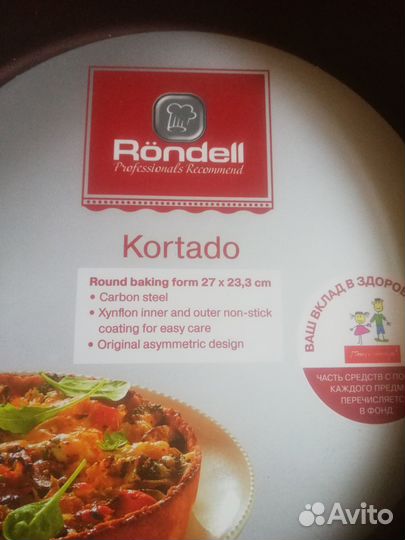 Röndell
Professionals Recommend
Kortado
Round baking form 27 x 23,3 cm
• Carbon steel
• Xynflon inner and outer non-stick
coating for easy care
• Original asymmetric design
ВАШ ВКЛАД В ЗДОРОВ
ЧАСТЬ СРЕДСТВ С ПО
КАЖДОГО ПРЕДМ
ПЕРЕЧИСЛЯЕТС
В ФОНД
Avito